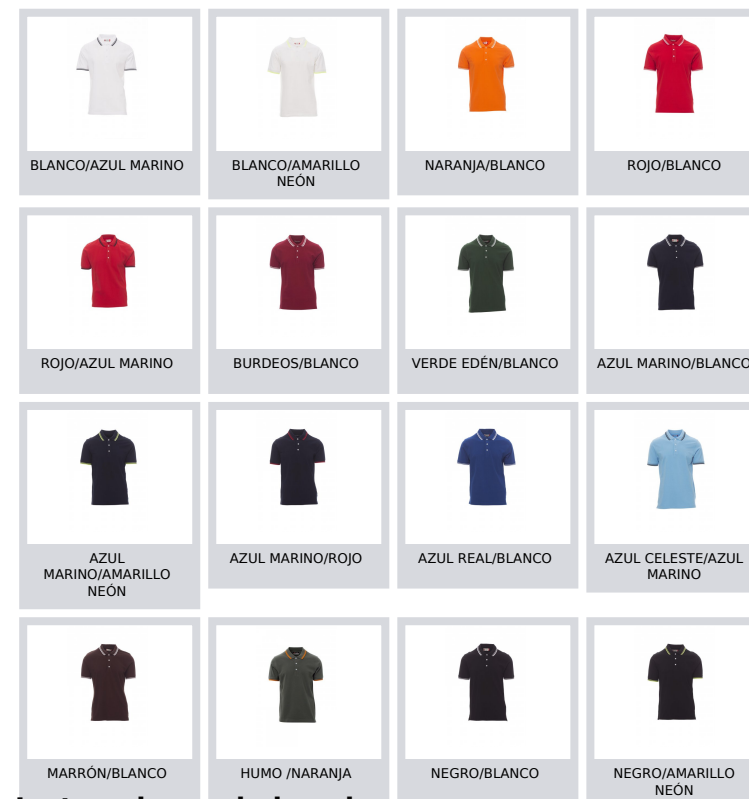 BLANCO/AZUL MARINO
BLANCO/AMARILLO
NEÓN
NARANJA/BLANCO
ROJO/BLANCO
ROJO/AZUL MARINO
BURDEOS/BLANCO
VERDE EDÉN/BLANCO
AZUL MARINO/BLANCO
AZUL
MARINO/AMARILLO
NEÓN
AZUL MARINO/ROJO
AZUL REAL/BLANCO
AZUL CELESTE/AZUL
MARINO
MARRÓN/BLANCO
HUMO /NARANJA
NEGRO/BLANCO
NEGRO/AMARILLO
NEÓN